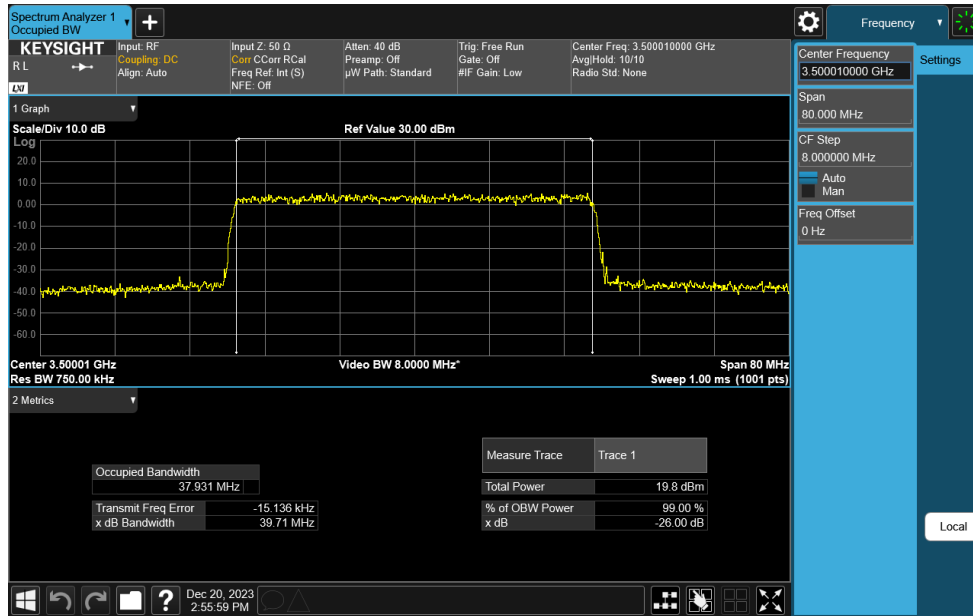 Spectrum Analyzer 1
Occupied BW
Frequency
KEYSIGHT
R L
LXI
Input: RF
Coupling: DC
Align: Auto
Input Z: 50 Ω
Corr CCorr RCal
Freq Ref: Int (S)
NFE: Off
Atten: 40 dB
Preamp: Off
µW Path: Standard
Trig: Free Run
Gate: Off
#IF Gain: Low
Center Freq: 3.500010000 GHz
Avg|Hold: 10/10
Radio Std: None
Center Frequency
3.500010000 GHz
Settings
Span
80.000 MHz
CF Step
8.000000 MHz
Auto
Man
Freq Offset
0 Hz
Local
1 Graph
Scale/Div 10.0 dB
Ref Value 30.00 dBm
Log
20.0
10.0
0.00
-10.0
-20.0
-30.0
-40.0
-50.0
-60.0
Center 3.50001 GHz
Video BW 8.0000 MHz*
Span 80 MHz
Res BW 750.00 kHz
Sweep 1.00 ms (1001 pts)
2 Metrics
Occupied Bandwidth
37.931 MHz
Transmit Freq Error -15.136 kHz
x dB Bandwidth 39.71 MHz
Measure Trace Trace 1
Total Power 19.8 dBm
% of OBW Power 99.00 %
x dB -26.00 dB
?
Dec 20, 2023
2:55:59 PM